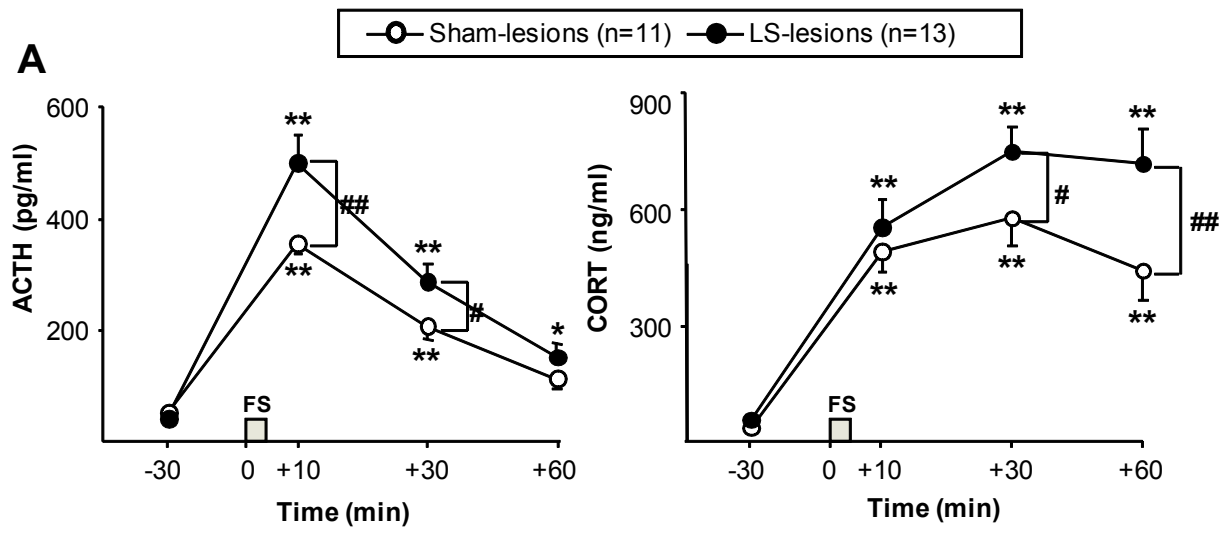 Sham-lesions (n=11) LS-lesions (n=13)
A
600
400
200
ACTH (pg/ml)
**
##
**
**
#
**
*
FS
-30 0 +10 +30 +60
Time (min)
900
600
300
CORT (ng/ml)
**
**
**
**
#
##
**
**
FS
-30 0 +10 +30 +60
Time (min)